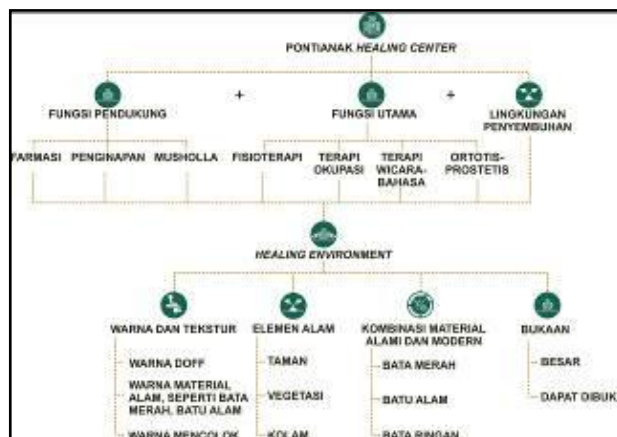 PONTIANAK HEALING CENTER
+
+
FUNGSI PENDUKUNG
FUNGSI UTAMA
LINGKUNGAN
PENYEMBUHAN
FARMASI
PENGINAPAN
MUSHOLLA
FISIOTERAPI
TERAPI
OKUPASI
TERAPI
WICARA-
BAHASA
ORTOTIS-
PROSTETIS
HEALING ENVIRONMENT
WARNA DAN TEKSTUR
WARNA DOFF
WARNA MATERIAL
ALAM, SEPERTI BATA
MERAH, BATU ALAM
WARNA MENCOLOK
ELEMEN ALAM
TAMAN
VEGETASI
KOLAM
KOMBINASI MATERIAL
ALAMI DAN MODERN
BATA MERAH
BATU ALAM
BATA RINGAN
BUKAAN
BESAR
DAPAT DIBUK